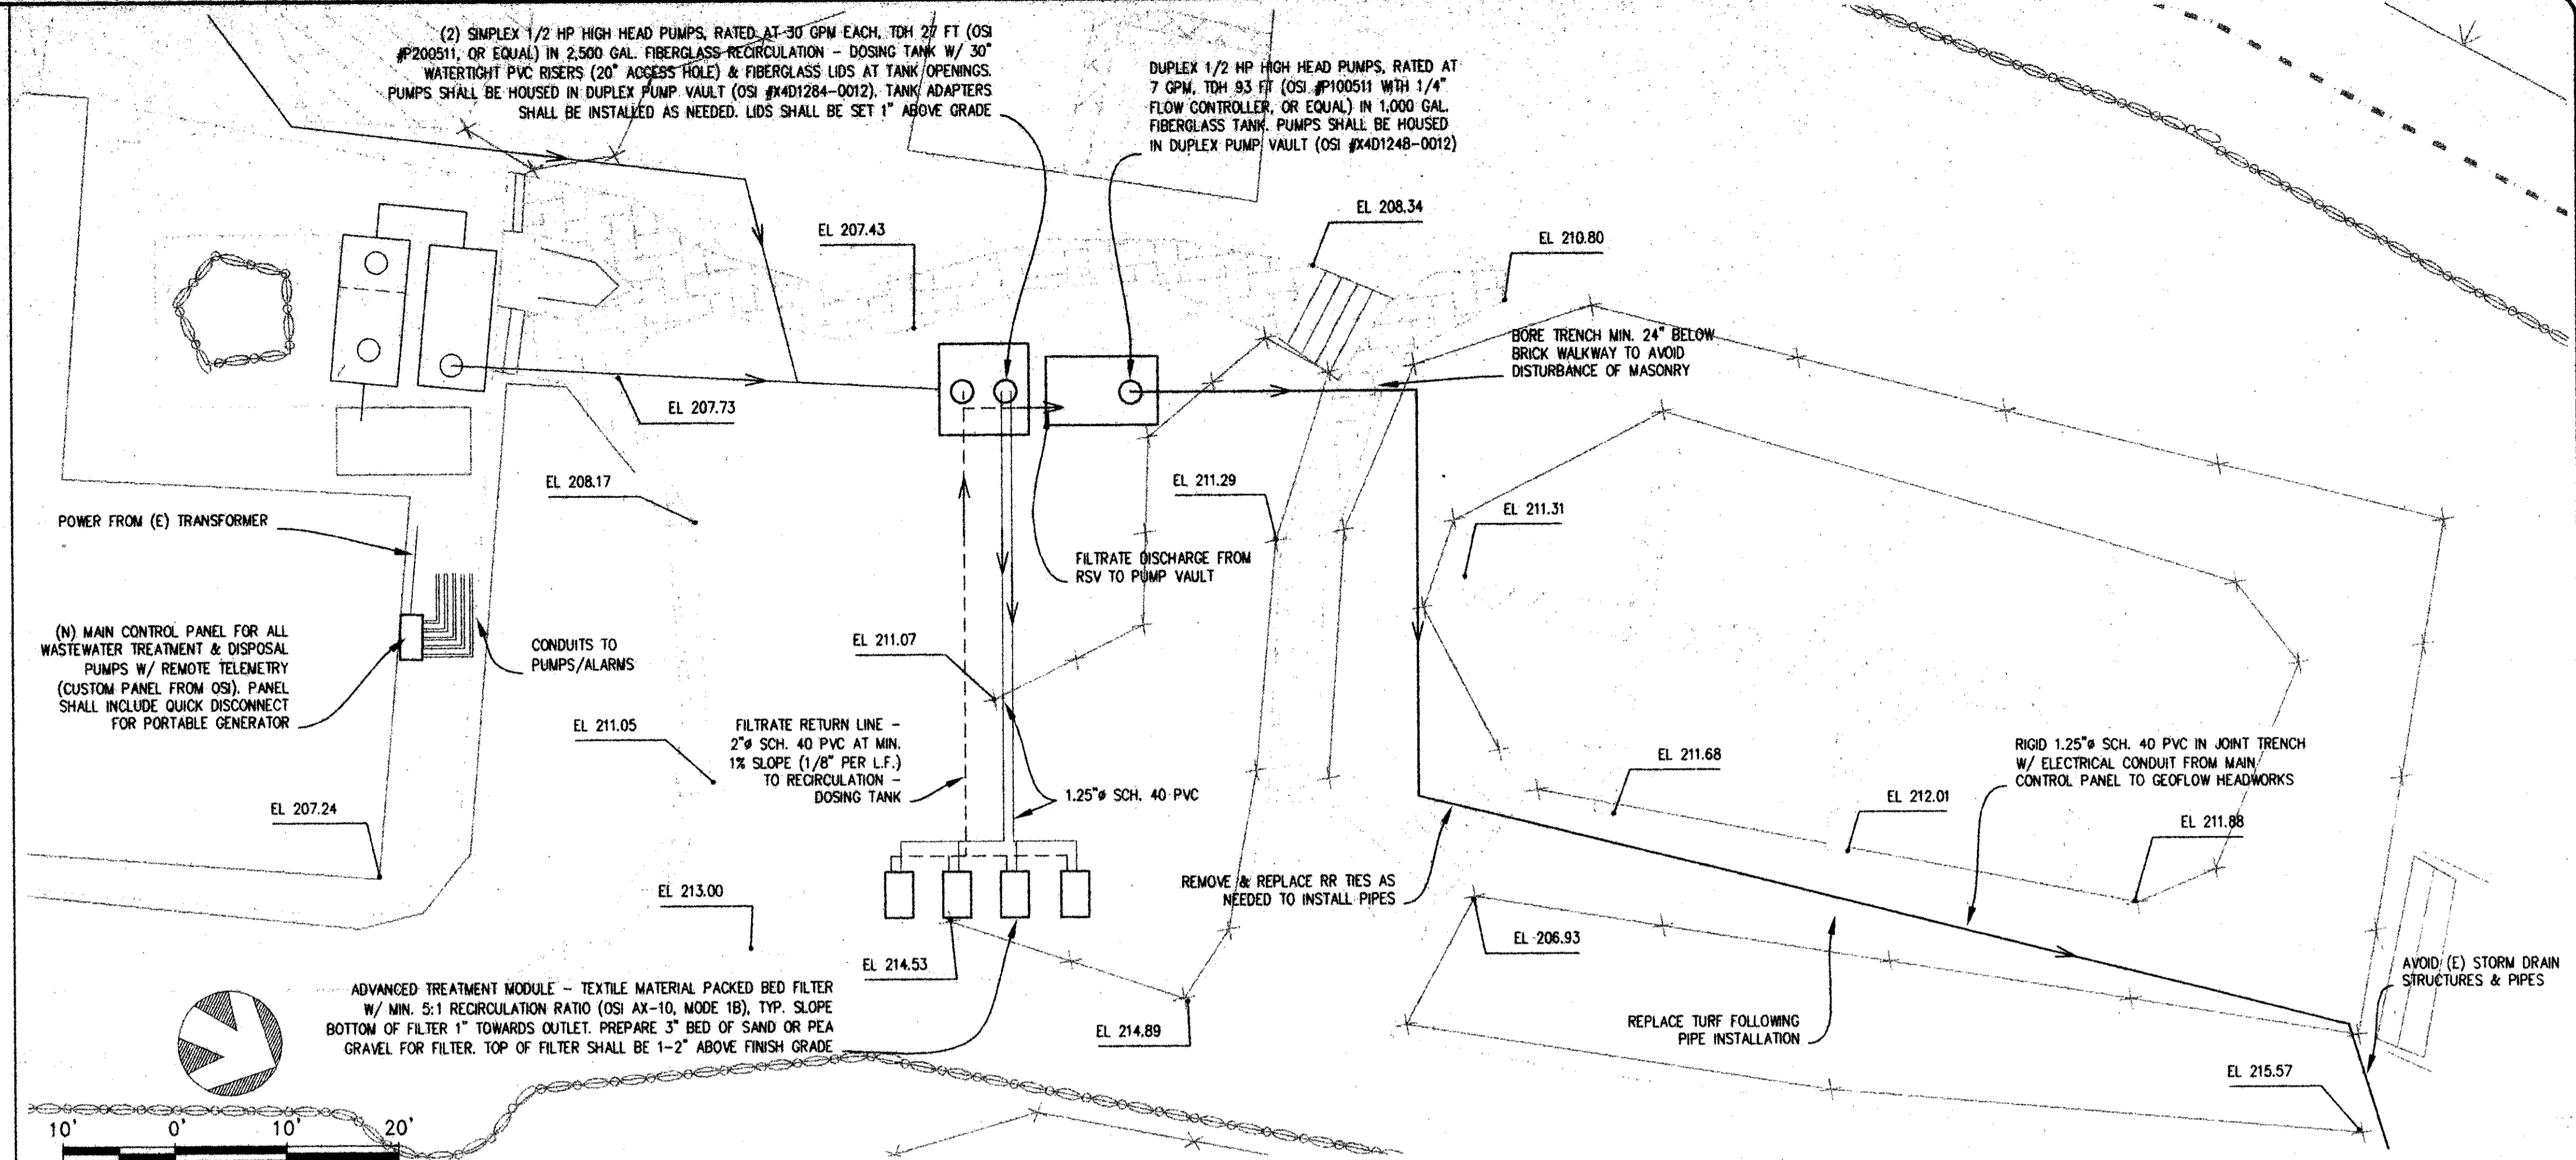 (2) SIMPLEX 1/2 HP HIGH HEAD PUMPS, RATED AT 30 GPM EACH, TDH 27 FT (OSI
#P200511, OR EQUAL) IN 2,500 GAL. FIBERGLASS RECIRCULATION - DOSING TANK W/ 30"
WATERTIGHT PVC RISERS (20" ACCESS HOLE) & FIBERGLASS LIDS AT TANK OPENINGS.
PUMPS SHALL BE HOUSED IN DUPLEX PUMP VAULT (OSI #X4D1284-0012). TANK ADAPTERS
SHALL BE INSTALLED AS NEEDED. LIDS SHALL BE SET 1" ABOVE GRADE
DUPLEX 1/2 HP HIGH HEAD PUMPS, RATED AT
7 GPM, TDH 93 FT (OSI #P100511 WITH 1/4"
FLOW CONTROLLER, OR EQUAL) IN 1,000 GAL.
FIBERGLASS TANK. PUMPS SHALL BE HOUSED
IN DUPLEX PUMP VAULT (OSI #X4D1248-0012)
EL 207.43
EL 208.34
EL 210.80
BORE TRENCH MIN. 24" BELOW
BRICK WALKWAY TO AVOID
DISTURBANCE OF MASONRY
EL 207.73
EL 208.17
EL 211.29
EL 211.31
POWER FROM (E) TRANSFORMER
FILTRATE DISCHARGE FROM
RSV TO PUMP VAULT
(N) MAIN CONTROL PANEL FOR ALL
WASTEWATER TREATMENT & DISPOSAL
PUMPS W/ REMOTE TELEMETRY
(CUSTOM PANEL FROM OSI). PANEL
SHALL INCLUDE QUICK DISCONNECT
FOR PORTABLE GENERATOR
CONDUITS TO
PUMPS/ALARMS
EL 211.07
EL 211.05
FILTRATE RETURN LINE -
2"ø SCH. 40 PVC AT MIN.
1% SLOPE (1/8" PER L.F.)
TO RECIRCULATION -
DOSING TANK
1.25"ø SCH. 40 PVC
EL 211.68
RIGID 1.25"ø SCH. 40 PVC IN JOINT TRENCH
W/ ELECTRICAL CONDUIT FROM MAIN
CONTROL PANEL TO GEOFLOW HEADWORKS
EL 212.01
EL 211.88
EL 207.24
EL 213.00
REMOVE & REPLACE RR TIES AS
NEEDED TO INSTALL PIPES
EL 206.93
EL 214.53
AVOID (E) STORM DRAIN
STRUCTURES & PIPES
ADVANCED TREATMENT MODULE - TEXTILE MATERIAL PACKED BED FILTER
W/ MIN. 5:1 RECIRCULATION RATIO (OSI AX-10, MODE 1B), TYP. SLOPE
BOTTOM OF FILTER 1" TOWARDS OUTLET. PREPARE 3" BED OF SAND OR PEA
GRAVEL FOR FILTER. TOP OF FILTER SHALL BE 1-2" ABOVE FINISH GRADE
EL 214.89
REPLACE TURF FOLLOWING
PIPE INSTALLATION
EL 215.57
10' 0' 10' 20'